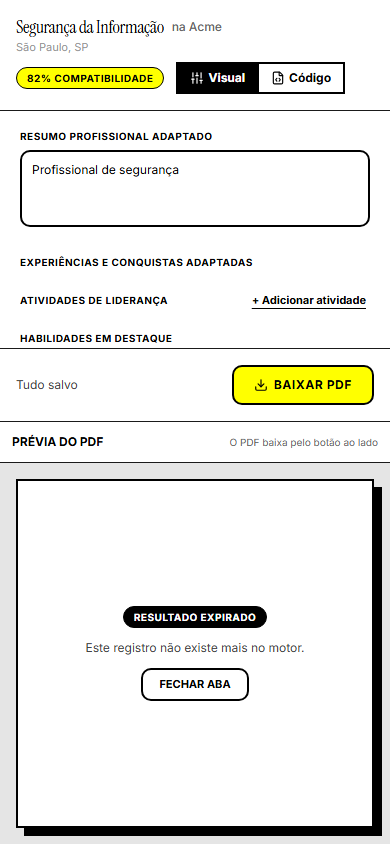 Segurança da Informação na Acme
São Paulo, SP
82% COMPATIBILIDADE
Visual
Código
RESUMO PROFISSIONAL ADAPTADO
Profissional de segurança
EXPERIÊNCIAS E CONQUISTAS ADAPTADAS
ATIVIDADES DE LIDERANÇA
+ Adicionar atividade
HABILIDADES EM DESTAQUE
Tudo salvo
BAIXAR PDF
PRÉVIA DO PDF
O PDF baixa pelo botão ao lado
RESULTADO EXPIRADO
Este registro não existe mais no motor.
FECHAR ABA